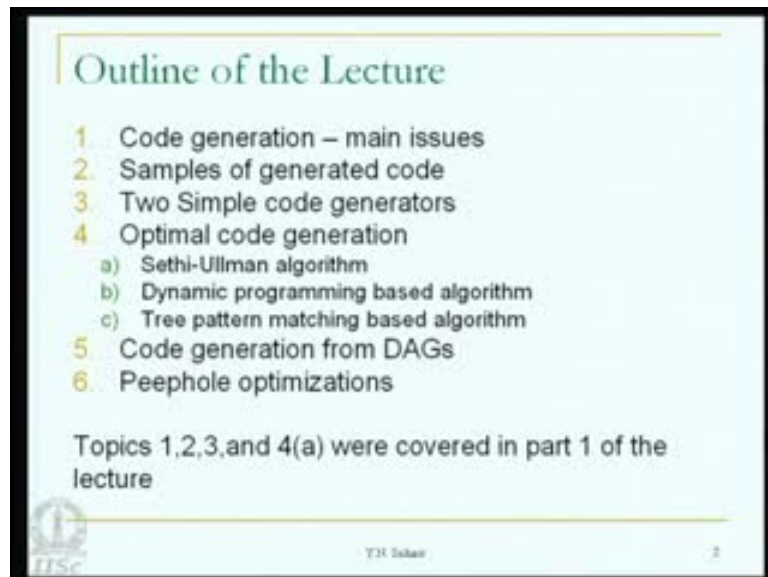 Outline of the Lecture
1. Code generation – main issues
2. Samples of generated code
3. Two Simple code generators
4. Optimal code generation
a) Sethi-Ullman algorithm
b) Dynamic programming based algorithm
c) Tree pattern matching based algorithm
5. Code generation from DAGs
6. Peephole optimizations
Topics 1,2,3,and 4(a) were covered in part 1 of the
lecture
IISc
Y.N.
2